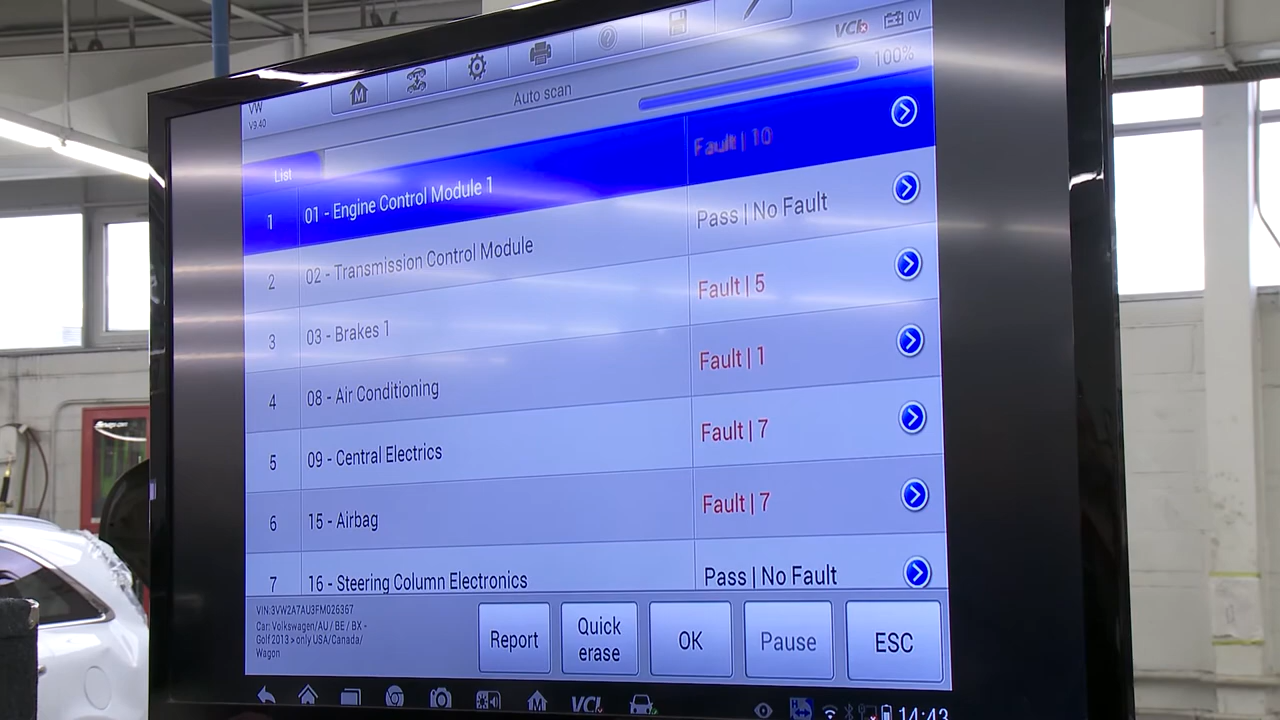 VW
V9.40
VCI
0V
Auto scan
100%
List
1 01 - Engine Control Module 1 Fault | 10
2 02 - Transmission Control Module Pass | No Fault
3 03 - Brakes 1 Fault | 5
4 08 - Air Conditioning Fault | 1
5 09 - Central Electrics Fault | 7
6 15 - Airbag Fault | 7
7 16 - Steering Column Electronics Pass | No Fault
VIN:3VW2A7AU3FM026367
Car: Volkswagen/AU / BE / BX -
Golf 2013 > only USA/Canada/
Wagon
Report
Quick
erase
OK
Pause
ESC
VCI
14:43